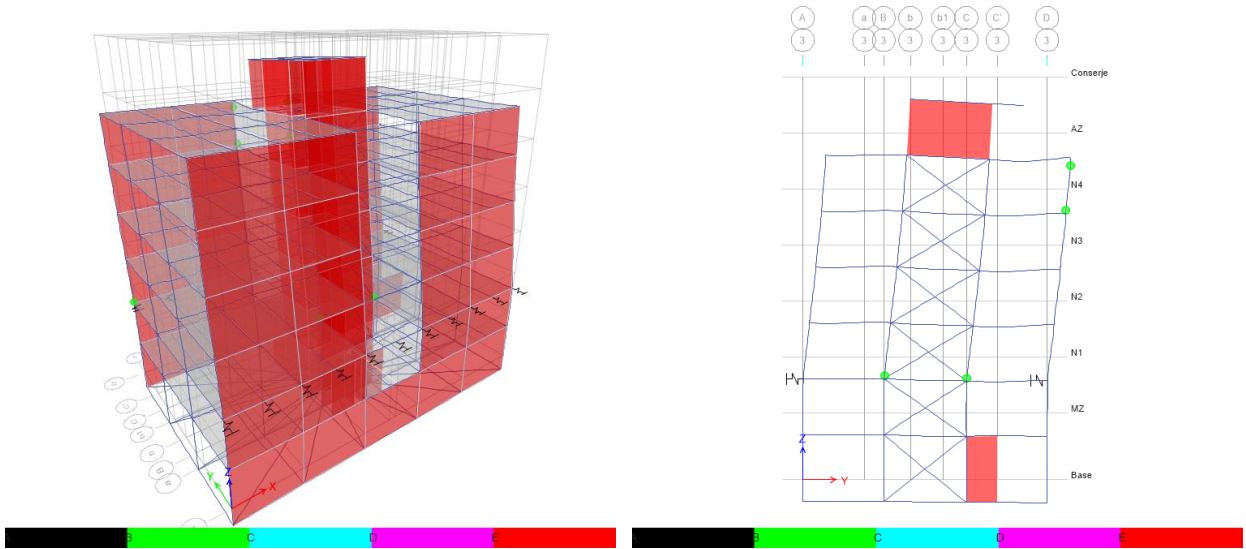 A a B b b1 C C' D
3 3 3 3 3 3 3 3
Conserje
AZ
N4
N3
N2
N1
MZ
Base
Z
Y
Z
Y
X
A B C D E
B C D E